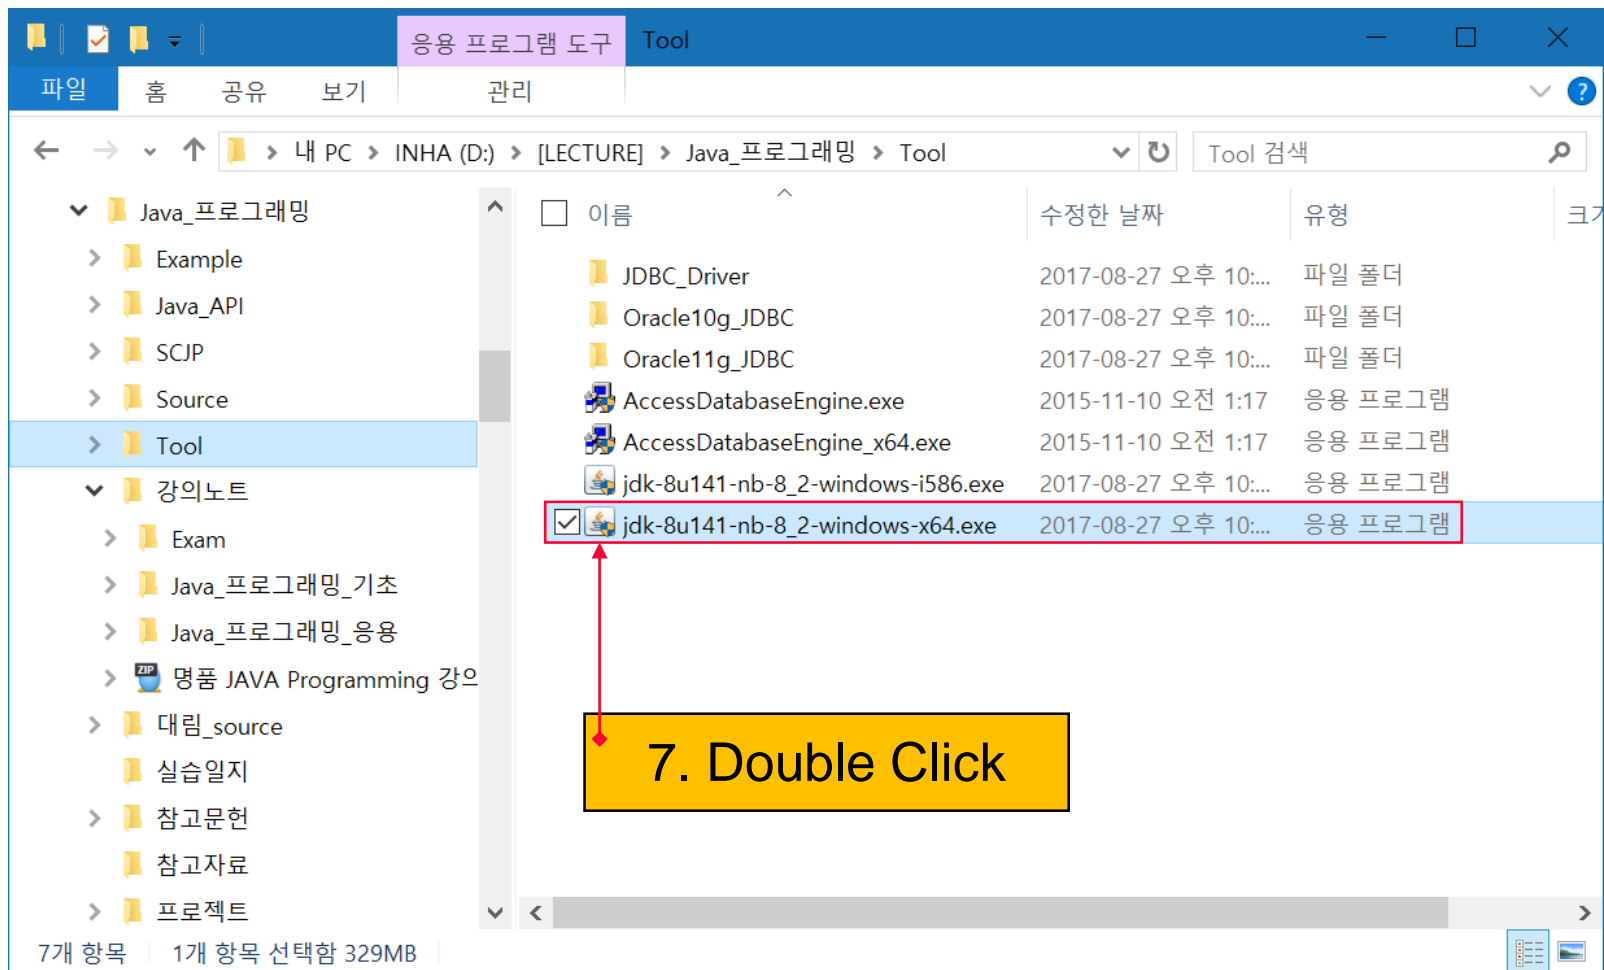 응용 프로그램 도구 Tool
파일 홈 공유 보기 관리
내 PC > INHA (D:) > [LECTURE] > Java_프로그래밍 > Tool
Tool 검색
Java_프로그래밍
Example
Java_API
SCJP
Source
Tool
강의노트
Exam
Java_프로그래밍_기초
Java_프로그래밍_응용
ZIP 명품 JAVA Programming 강의
대림_source
실습일지
참고문헌
참고자료
프로젝트
이름 수정한 날짜 유형 크기
JDBC_Driver 2017-08-27 오후 10:... 파일 폴더
Oracle10g_JDBC 2017-08-27 오후 10:... 파일 폴더
Oracle11g_JDBC 2017-08-27 오후 10:... 파일 폴더
AccessDatabaseEngine.exe 2015-11-10 오전 1:17 응용 프로그램
AccessDatabaseEngine_x64.exe 2015-11-10 오전 1:17 응용 프로그램
jdk-8u141-nb-8_2-windows-i586.exe 2017-08-27 오후 10:... 응용 프로그램
jdk-8u141-nb-8_2-windows-x64.exe 2017-08-27 오후 10:... 응용 프로그램
7. Double Click
7개 항목 1개 항목 선택함 329MB